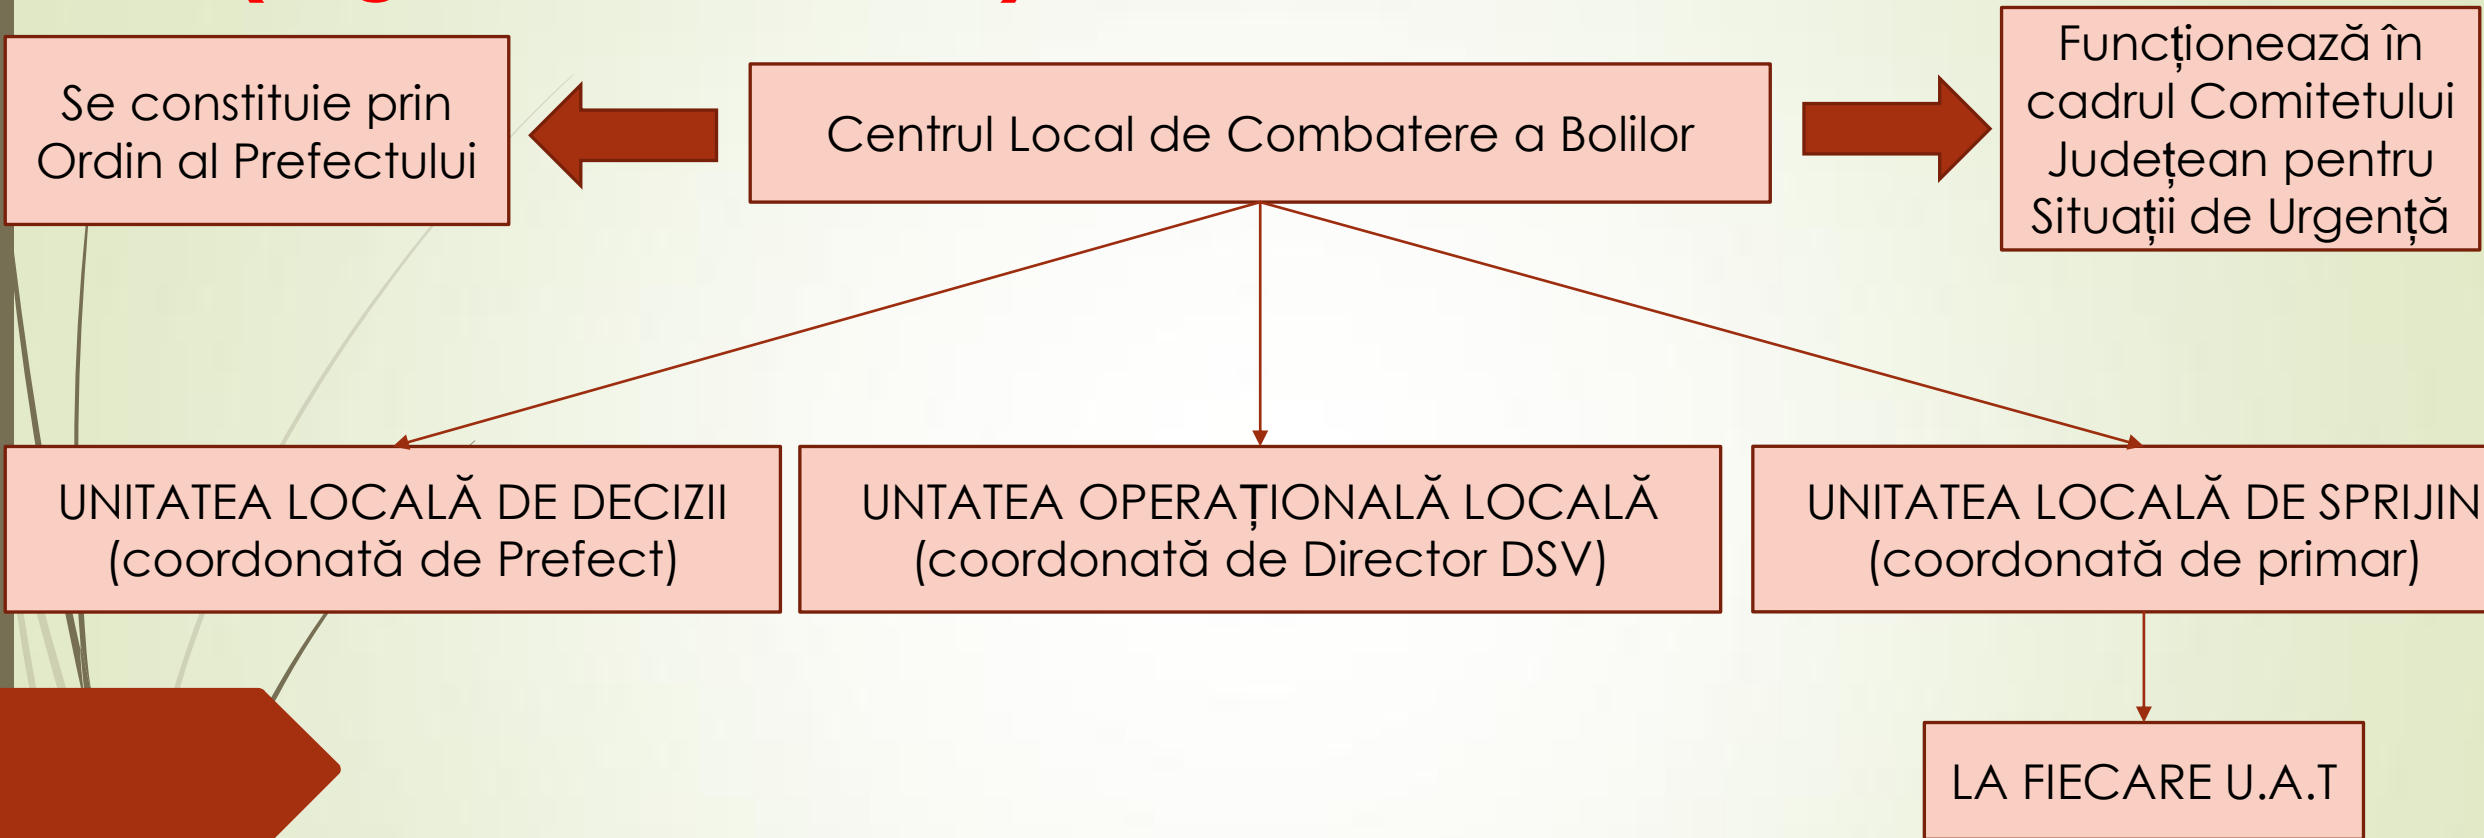 Se constituie prin
Ordin al Prefectului
Centrul Local de Combatere a Bolilor
Funcționează în
cadrul Comitetului
Județean pentru
Situații de Urgență
UNITATEA LOCALĂ DE DECIZII
(coordonată de Prefect)
UNTATEA OPERAȚIONALĂ LOCALĂ
(coordonată de Director DSV)
UNITATEA LOCALĂ DE SPRIJIN
(coordonată de primar)
LA FIECARE U.A.T